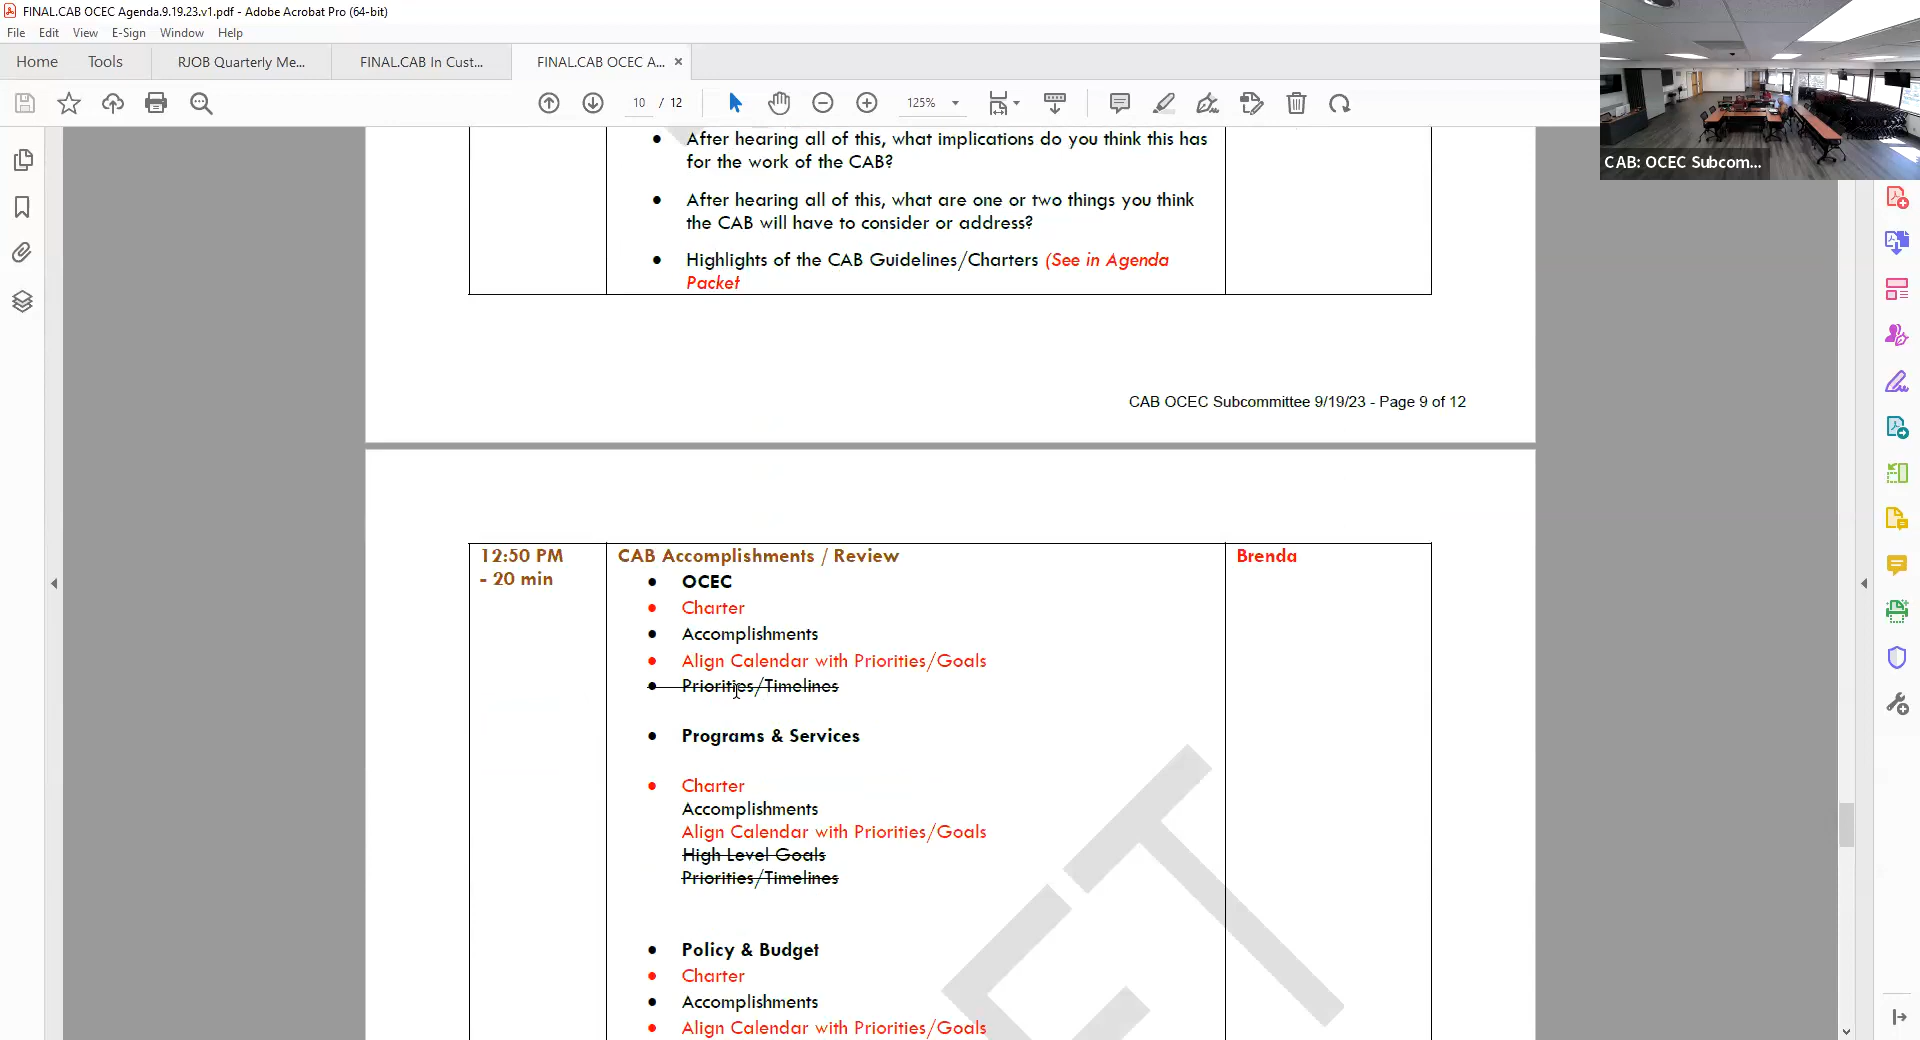 FINAL.CAB OCEC Agenda.9.19.23.v1.pdf - Adobe Acrobat Pro (64-bit)
File Edit View E-Sign Window Help
Home Tools RJOB Quarterly Me... FINAL.CAB In Cust... FINAL.CAB OCEC A... ×
10 / 12 125%
CAB: OCEC Subcom...
After hearing all of this, what implications do you think this has
for the work of the CAB?
After hearing all of this, what are one or two things you think
the CAB will have to consider or address?
Highlights of the CAB Guidelines/Charters (See in Agenda
Packet
CAB OCEC Subcommittee 9/19/23 - Page 9 of 12
12:50 PM
- 20 min
CAB Accomplishments / Review
Brenda
OCEC
Charter
Accomplishments
Align Calendar with Priorities/Goals
Priorities/Timelines
Programs & Services
Charter
Accomplishments
Align Calendar with Priorities/Goals
High Level Goals
Priorities/Timelines
Policy & Budget
Charter
Accomplishments
Align Calendar with Priorities/Goals